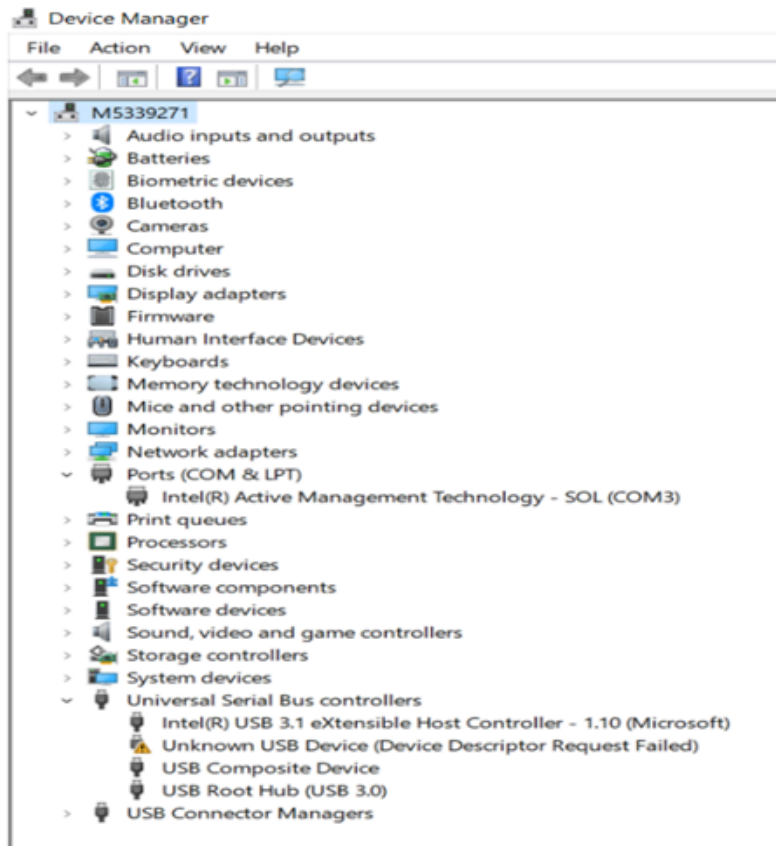 Device Manager
File Action View Help
M5339271
Audio inputs and outputs
Batteries
Biometric devices
Bluetooth
Cameras
Computer
Disk drives
Display adapters
Firmware
Human Interface Devices
Keyboards
Memory technology devices
Mice and other pointing devices
Monitors
Network adapters
Ports (COM & LPT)
Intel(R) Active Management Technology - SOL (COM3)
Print queues
Processors
Security devices
Software components
Software devices
Sound, video and game controllers
Storage controllers
System devices
Universal Serial Bus controllers
Intel(R) USB 3.1 eXtensible Host Controller - 1.10 (Microsoft)
Unknown USB Device (Device Descriptor Request Failed)
USB Composite Device
USB Root Hub (USB 3.0)
USB Connector Managers